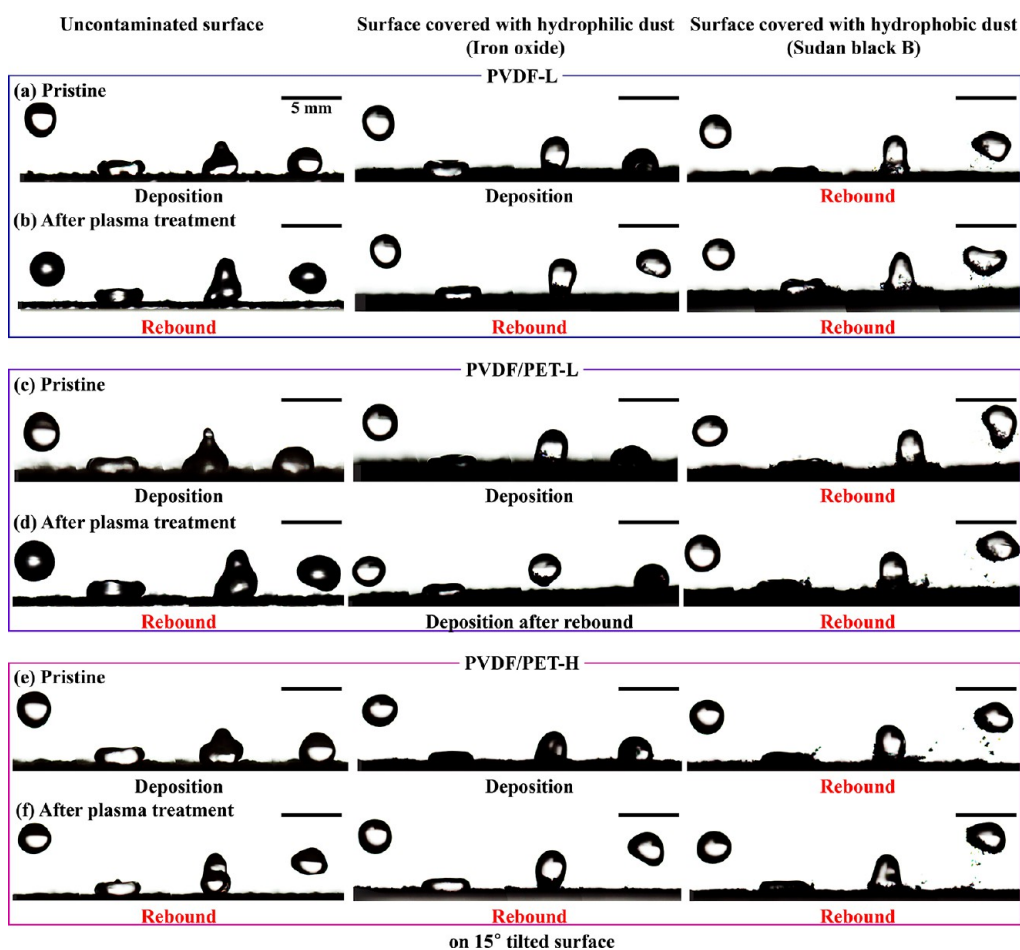 Uncontaminated surface
Surface covered with hydrophilic dust
(Iron oxide)
Surface covered with hydrophobic dust
(Sudan black B)
PVDF-L
(a) Pristine
5 mm
Deposition
Deposition
Rebound
(b) After plasma treatment
Rebound
Rebound
Rebound
PVDF/PET-L
(c) Pristine
Deposition
Deposition
Rebound
(d) After plasma treatment
Rebound
Deposition after rebound
Rebound
PVDF/PET-H
(e) Pristine
Deposition
Deposition
Rebound
(f) After plasma treatment
Rebound
Rebound
Rebound
on 15° tilted surface